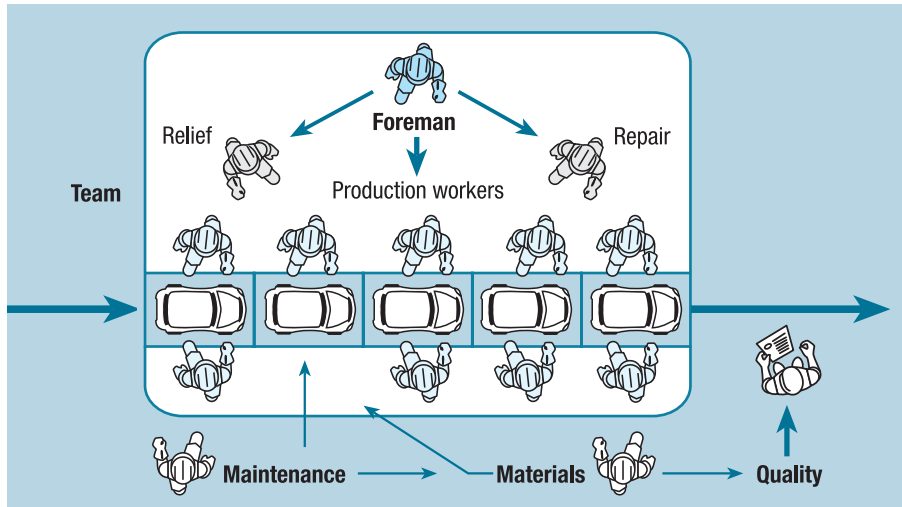 Foreman
Relief
Repair
Production workers
Team
Maintenance
Materials
Quality